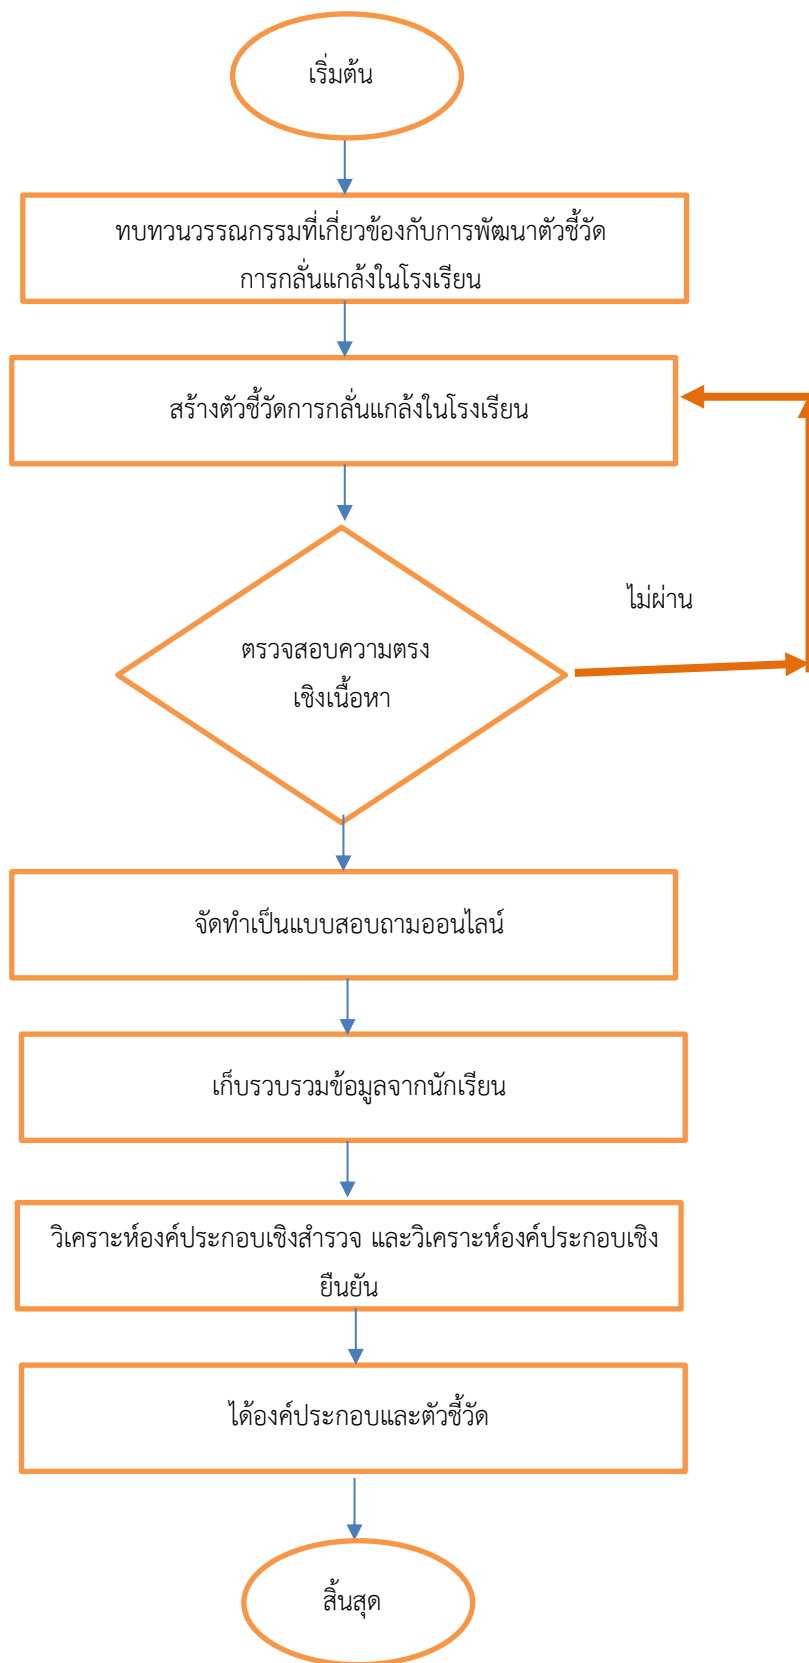 เริ่มต้น
ทบทวนวรรณกรรมที่เกี่ยวข้องกับการพัฒนาตัวชี้วัด
การกลั่นแกล้งในโรงเรียน
สร้างตัวชี้วัดการกลั่นแกล้งในโรงเรียน
ไม่ผ่าน
ตรวจสอบความตรง
เชิงเนื้อหา
จัดทำเป็นแบบสอบถามออนไลน์
เก็บรวบรวมข้อมูลจากนักเรียน
วิเคราะห์องค์ประกอบเชิงสำรวจ และวิเคราะห์องค์ประกอบเชิง
ยืนยัน
ได้องค์ประกอบและตัวชี้วัด
สิ้นสุด